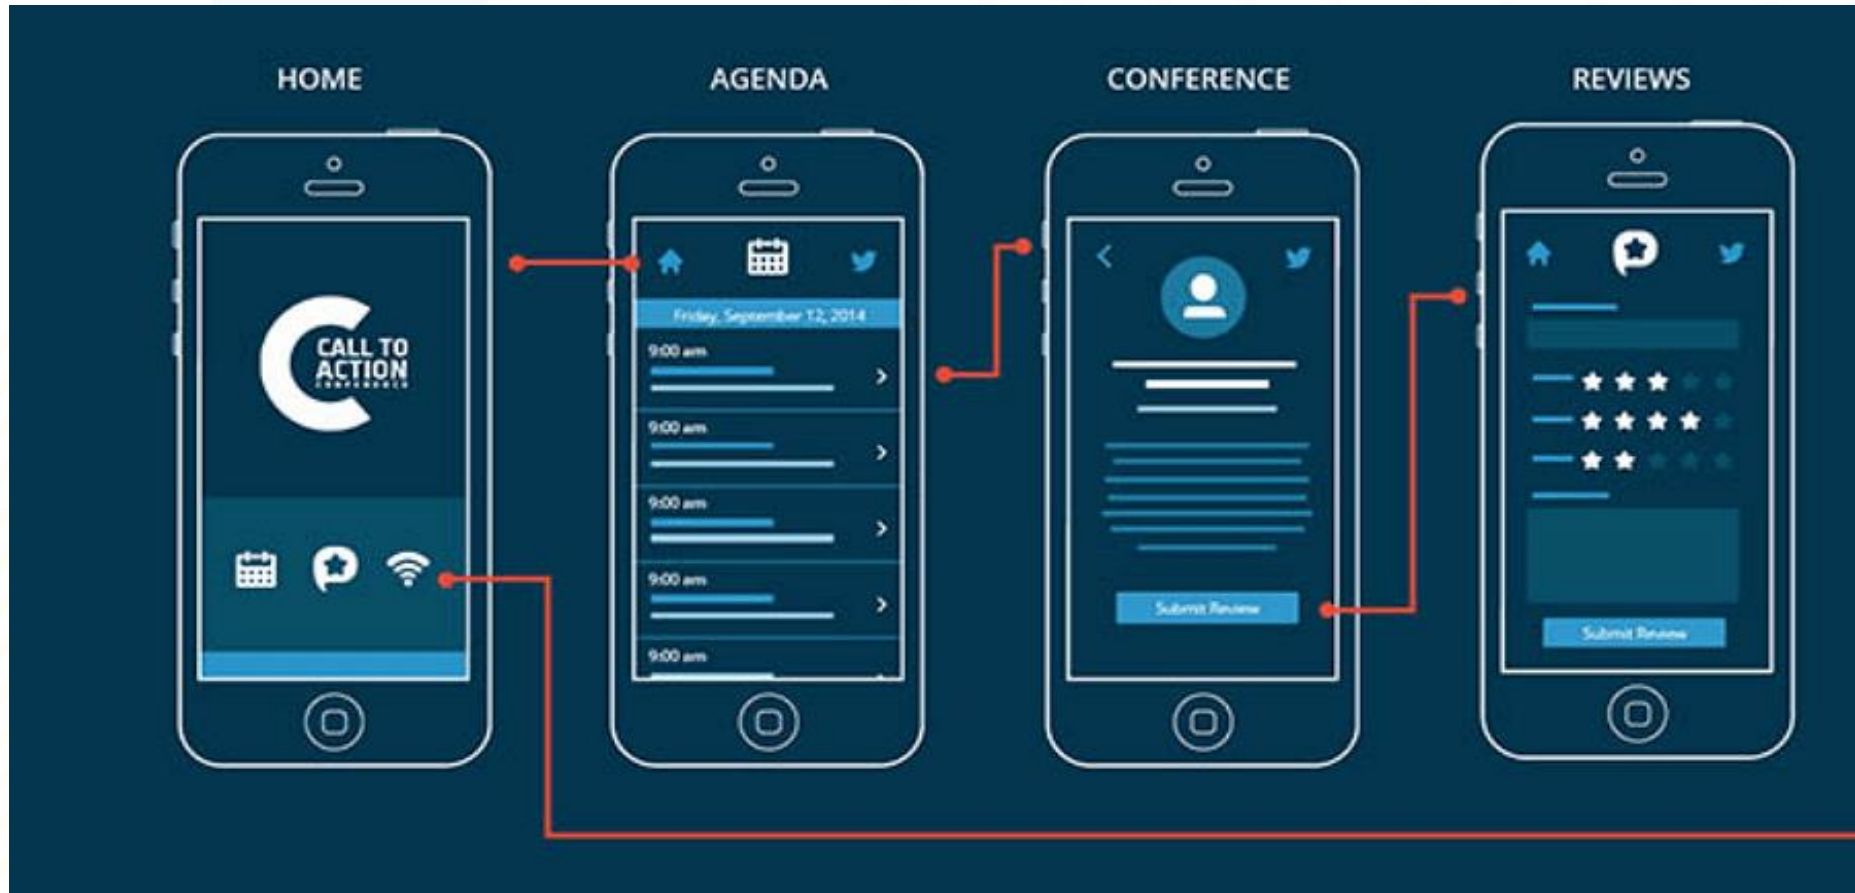 HOME
CALL TO
ACTION
CONFERENCE
AGENDA
Friday, September 12, 2014
9:00 am
9:00 am
9:00 am
9:00 am
9:00 am
CONFERENCE
Submit Review
REVIEWS
Submit Review